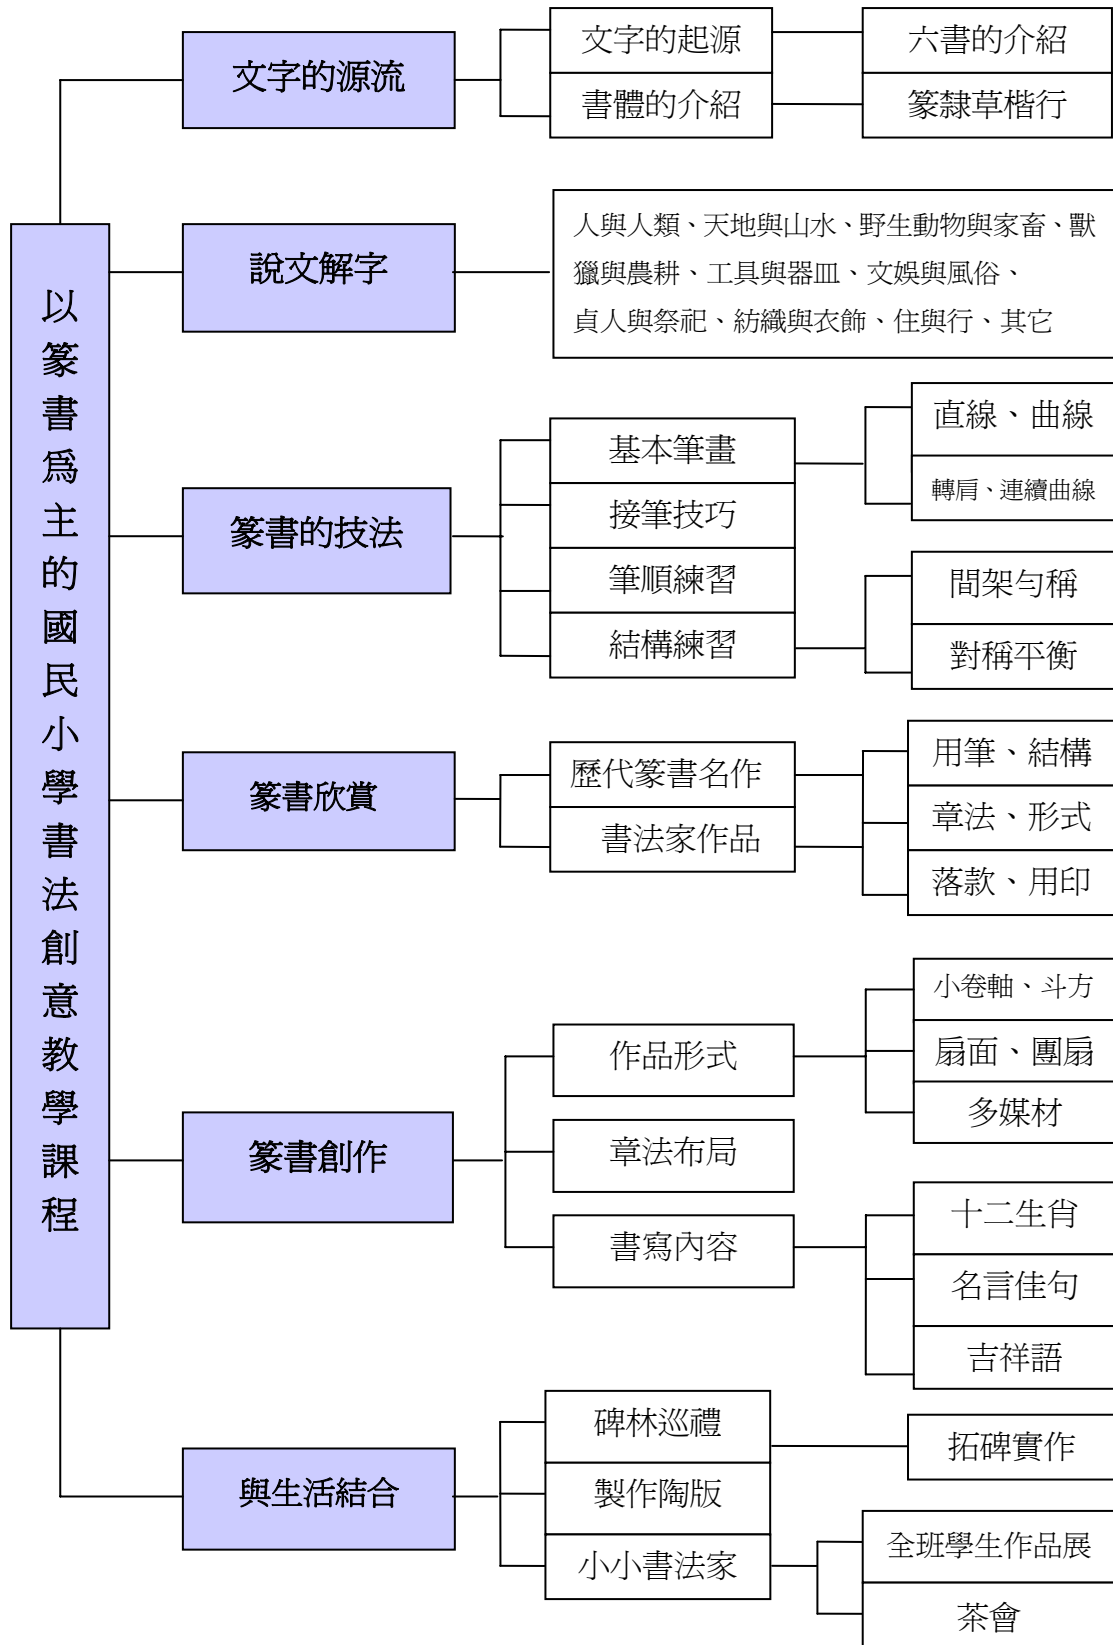 以篆書為主的國民小學書法創意教學課程
文字的源流
文字的起源
六書的介紹
書體的介紹
篆隸草楷行
說文解字
人與人類、天地與山水、野生動物與家畜、獸
獵與農耕、工具與器皿、文娛與風俗、
貞人與祭祀、紡織與衣飾、住與行、其它
篆書的技法
基本筆畫
直線、曲線
轉肩、連續曲線
接筆技巧
筆順練習
結構練習
間架勻稱
對稱平衡
篆書欣賞
歷代篆書名作
書法家作品
用筆、結構
章法、形式
落款、用印
篆書創作
作品形式
小卷軸、斗方
扇面、團扇
多媒材
章法布局
書寫內容
十二生肖
名言佳句
吉祥語
與生活結合
碑林巡禮
拓碑實作
製作陶版
小小書法家
全班學生作品展
茶會